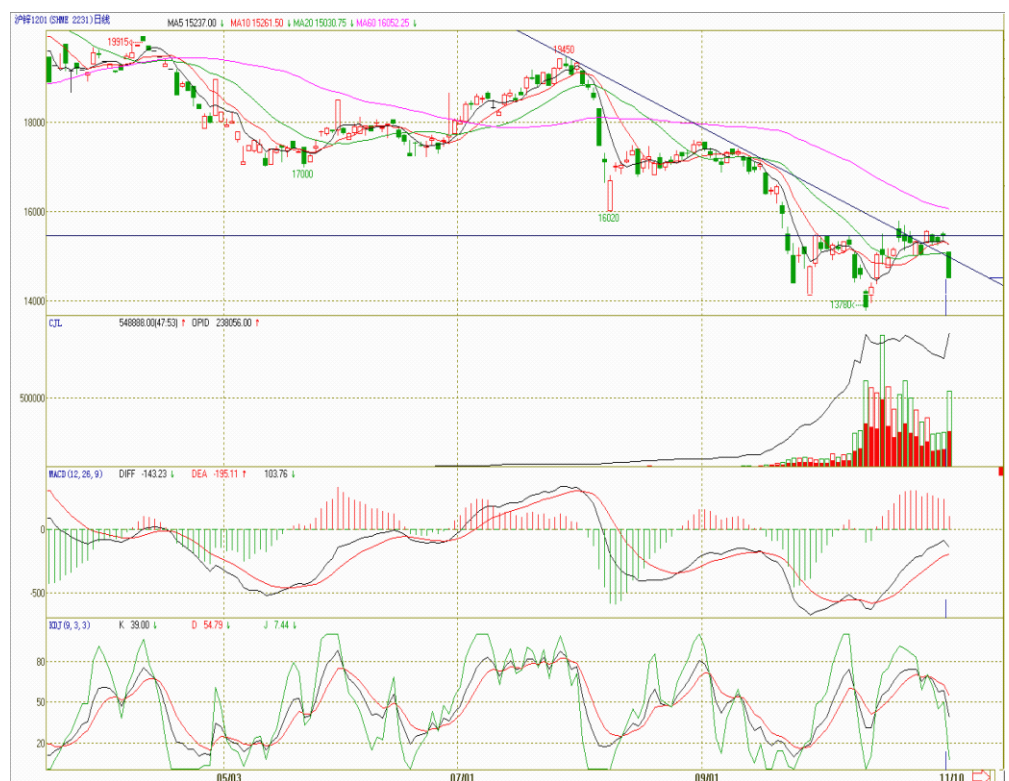 沪锌1201 (SHME 2231) 日线 MA5 15237.00 ↓ MA10 15261.50 ↓ MA20 15030.75 ↓ MA60 16052.25 ↓
19915
19450
18000
17000
16000
16020
14000
13780
CJL 548888.00(47:53) ↑ OPID 238056.00 ↑
500000
MACD(12,26,9) DIFF -143.23 ↓ DEA -195.11 ↑ 103.76 ↓
0
-500
KDJ(9,3,3) K 39.00 ↓ D 54.79 ↓ J 7.44 ↓
80
50
20
05/03 07/01 09/01 11/10